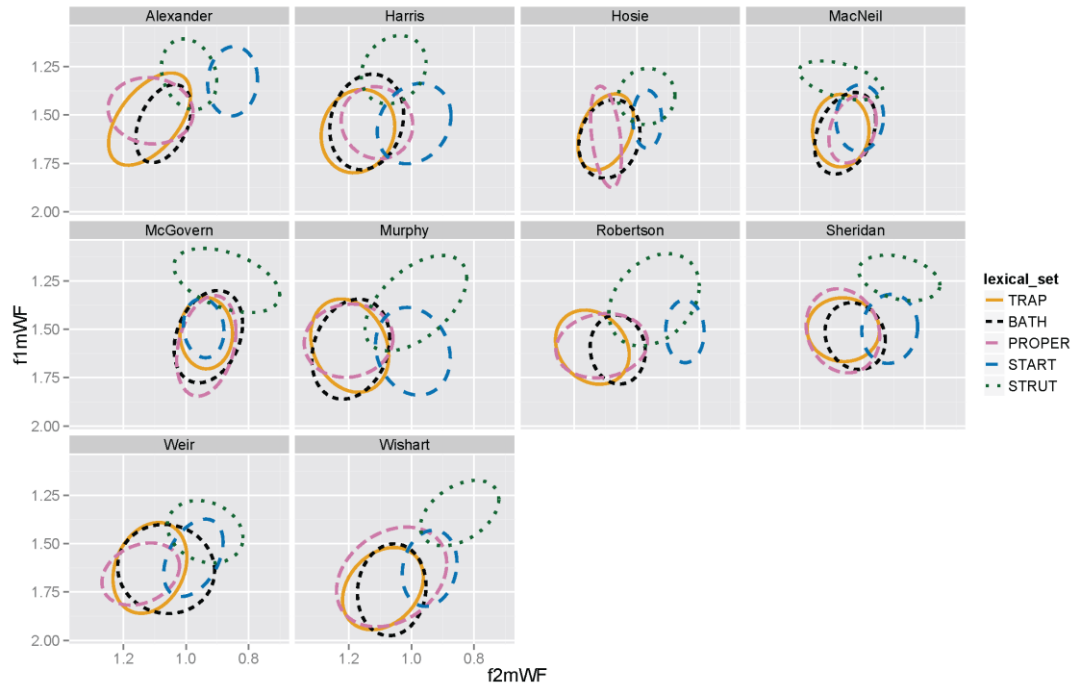 Alexander Harris Hosie MacNeil
1.25
1.50
1.75
2.00
McGovern Murphy Robertson Sheridan
1.25
1.50
1.75
2.00
Weir Wishart
1.25
1.50
1.75
2.00
1.2 1.0 0.8 1.2 1.0 0.8
f1mWF
f2mWF
lexical_set
TRAP
BATH
PROPER
START
STRUT